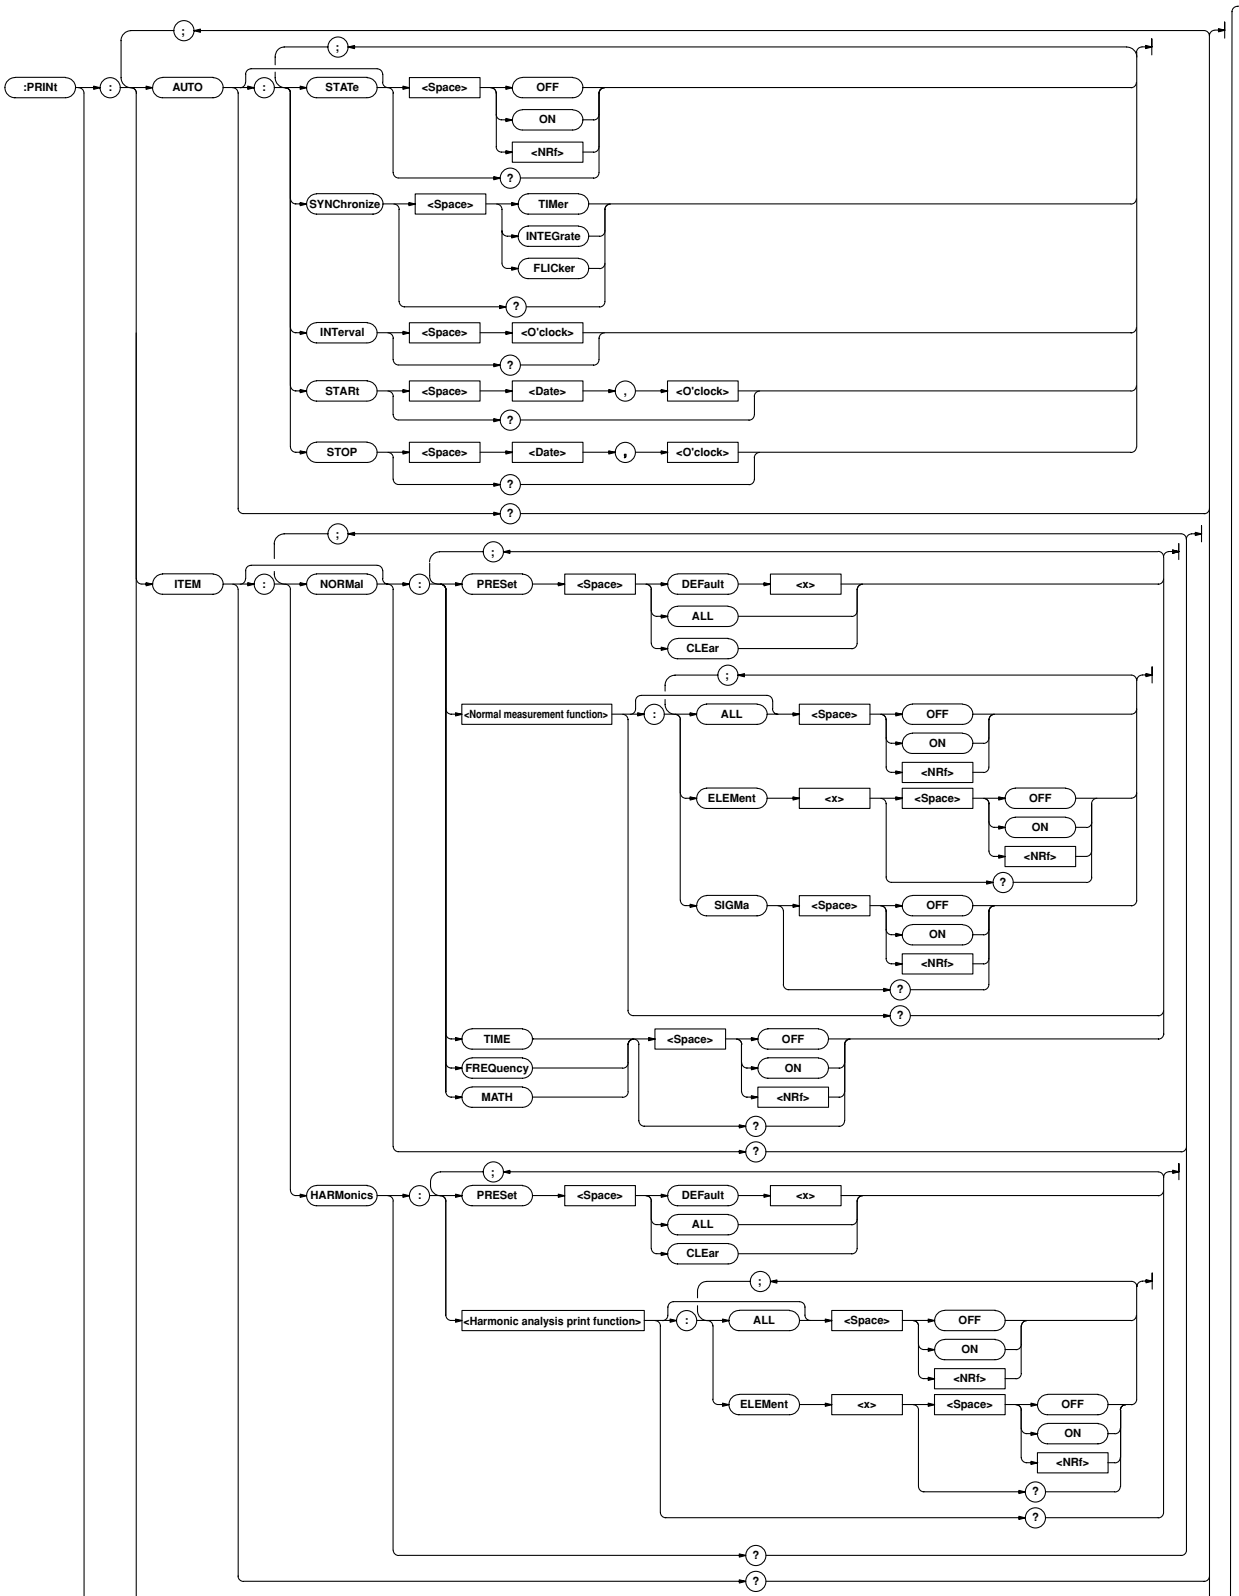 ;
;
:PRINt : AUTO : STATe <Space> OFF
ON
<NRf>
?
SYNChronize <Space> TIMer
INTEGrate
FLICker
?
INTerval <Space> <O'clock>
?
STARt <Space> <Date> , <O'clock>
?
STOP <Space> <Date> , <O'clock>
?
?
;
;
ITEM : NORMal : PRESet <Space> DEFault <x>
ALL
CLEar
;
<Normal measurement function> : ALL <Space> OFF
ON
<NRf>
ELEMent <x> <Space> OFF
ON
<NRf>
?
SIGMa <Space> OFF
ON
<NRf>
?
?
TIME <Space> OFF
FREQuency ON
MATH <NRf>
?
?
;
HARMonics : PRESet <Space> DEFault <x>
ALL
CLEar
;
<Harmonic analysis print function> : ALL <Space> OFF
ON
<NRf>
ELEMent <x> <Space> OFF
ON
<NRf>
?
?
?
?